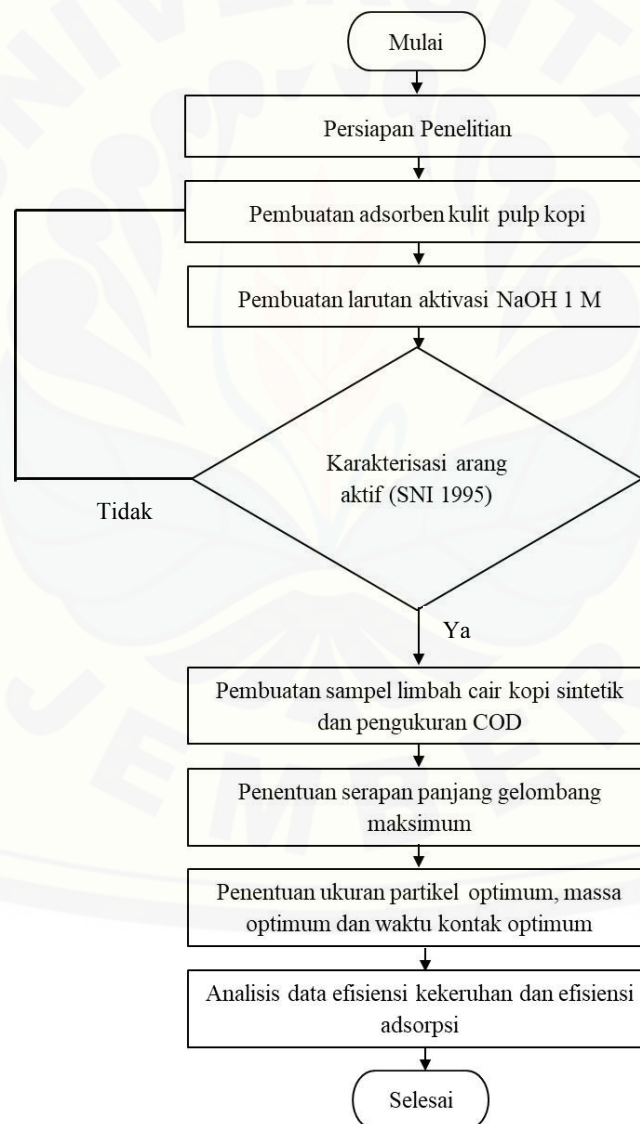 Mulai
Persiapan Penelitian
Pembuatan adsorben kulit pulp kopi
Pembuatan larutan aktivasi NaOH 1 M
Karakterisasi arang
aktif (SNI 1995)
Tidak
Ya
Pembuatan sampel limbah cair kopi sintetik
dan pengukuran COD
Penentuan serapan panjang gelombang
maksimum
Penentuan ukuran partikel optimum, massa
optimum dan waktu kontak optimum
Analisis data efisiensi kekeruhan dan efisiensi
adsorpsi
Selesai
JEMBER